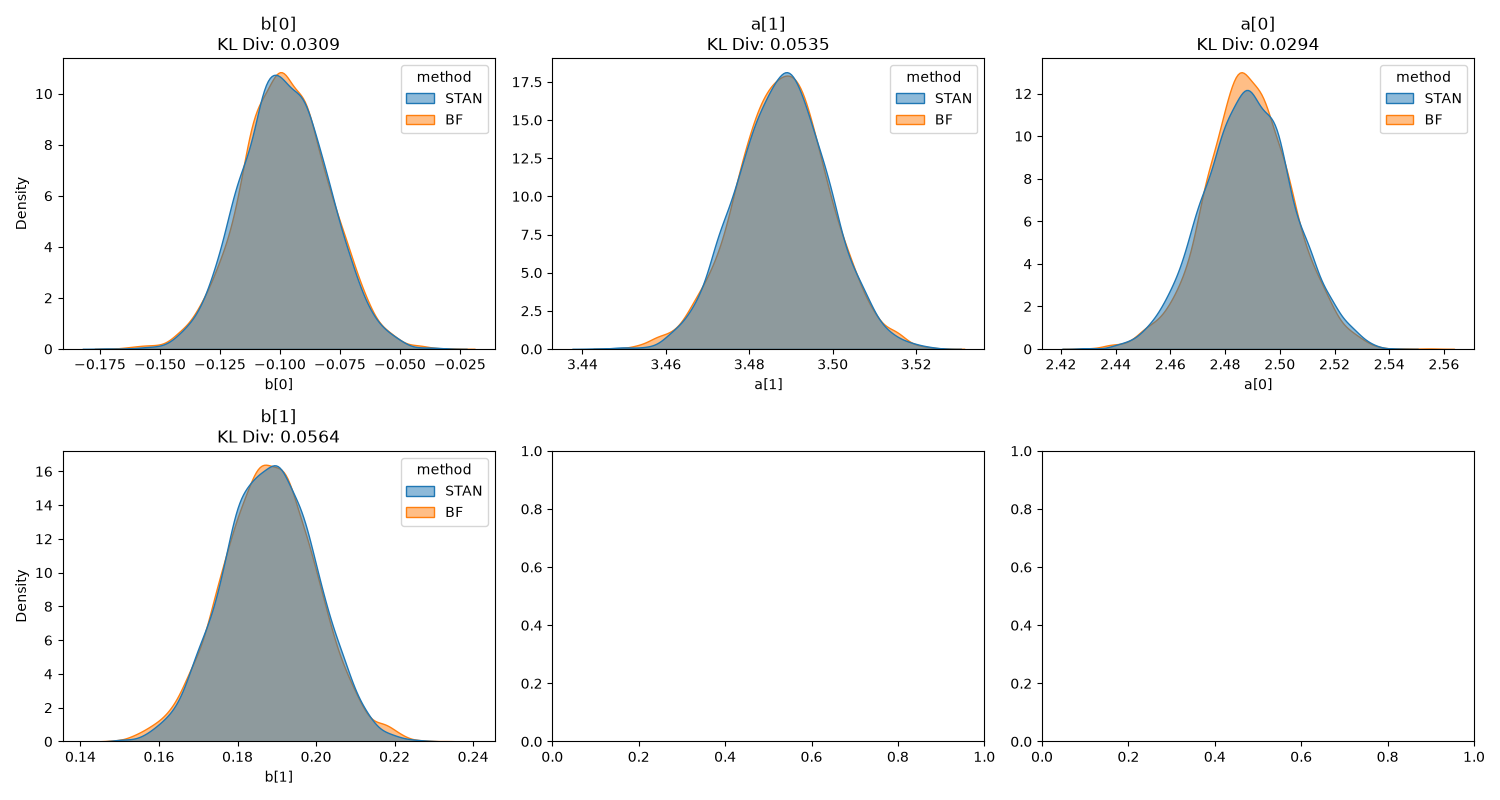 b[0]
KL Div: 0.0309
Density
10
8
6
4
2
0
−0.175 −0.150 −0.125 −0.100 −0.075 −0.050 −0.025
b[0]
method
STAN
BF
a[1]
KL Div: 0.0535
17.5
15.0
12.5
10.0
7.5
5.0
2.5
0.0
3.44 3.46 3.48 3.50 3.52
a[1]
method
STAN
BF
a[0]
KL Div: 0.0294
12
10
8
6
4
2
0
2.42 2.44 2.46 2.48 2.50 2.52 2.54 2.56
a[0]
method
STAN
BF
b[1]
KL Div: 0.0564
Density
16
14
12
10
8
6
4
2
0
0.14 0.16 0.18 0.20 0.22 0.24
b[1]
method
STAN
BF
1.0
0.8
0.6
0.4
0.2
0.0
0.0 0.2 0.4 0.6 0.8 1.0
1.0
0.8
0.6
0.4
0.2
0.0
0.0 0.2 0.4 0.6 0.8 1.0